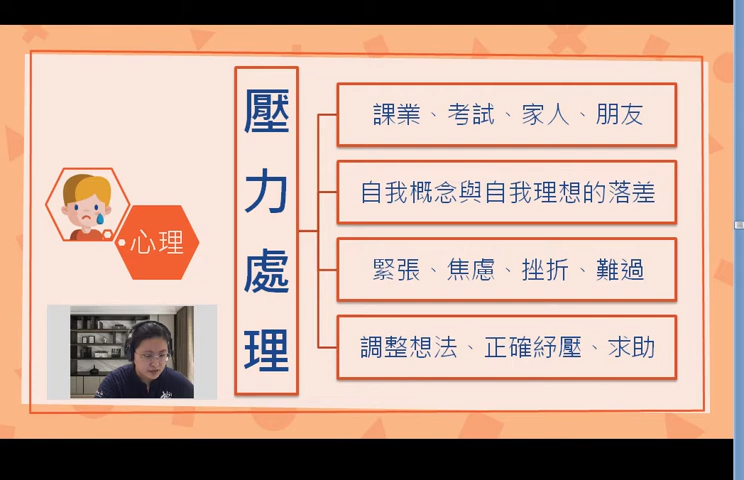 心理
壓力處理
課業、考試、家人、朋友
自我概念與自我理想的落差
緊張、焦慮、挫折、難過
調整想法、正確紓壓、求助